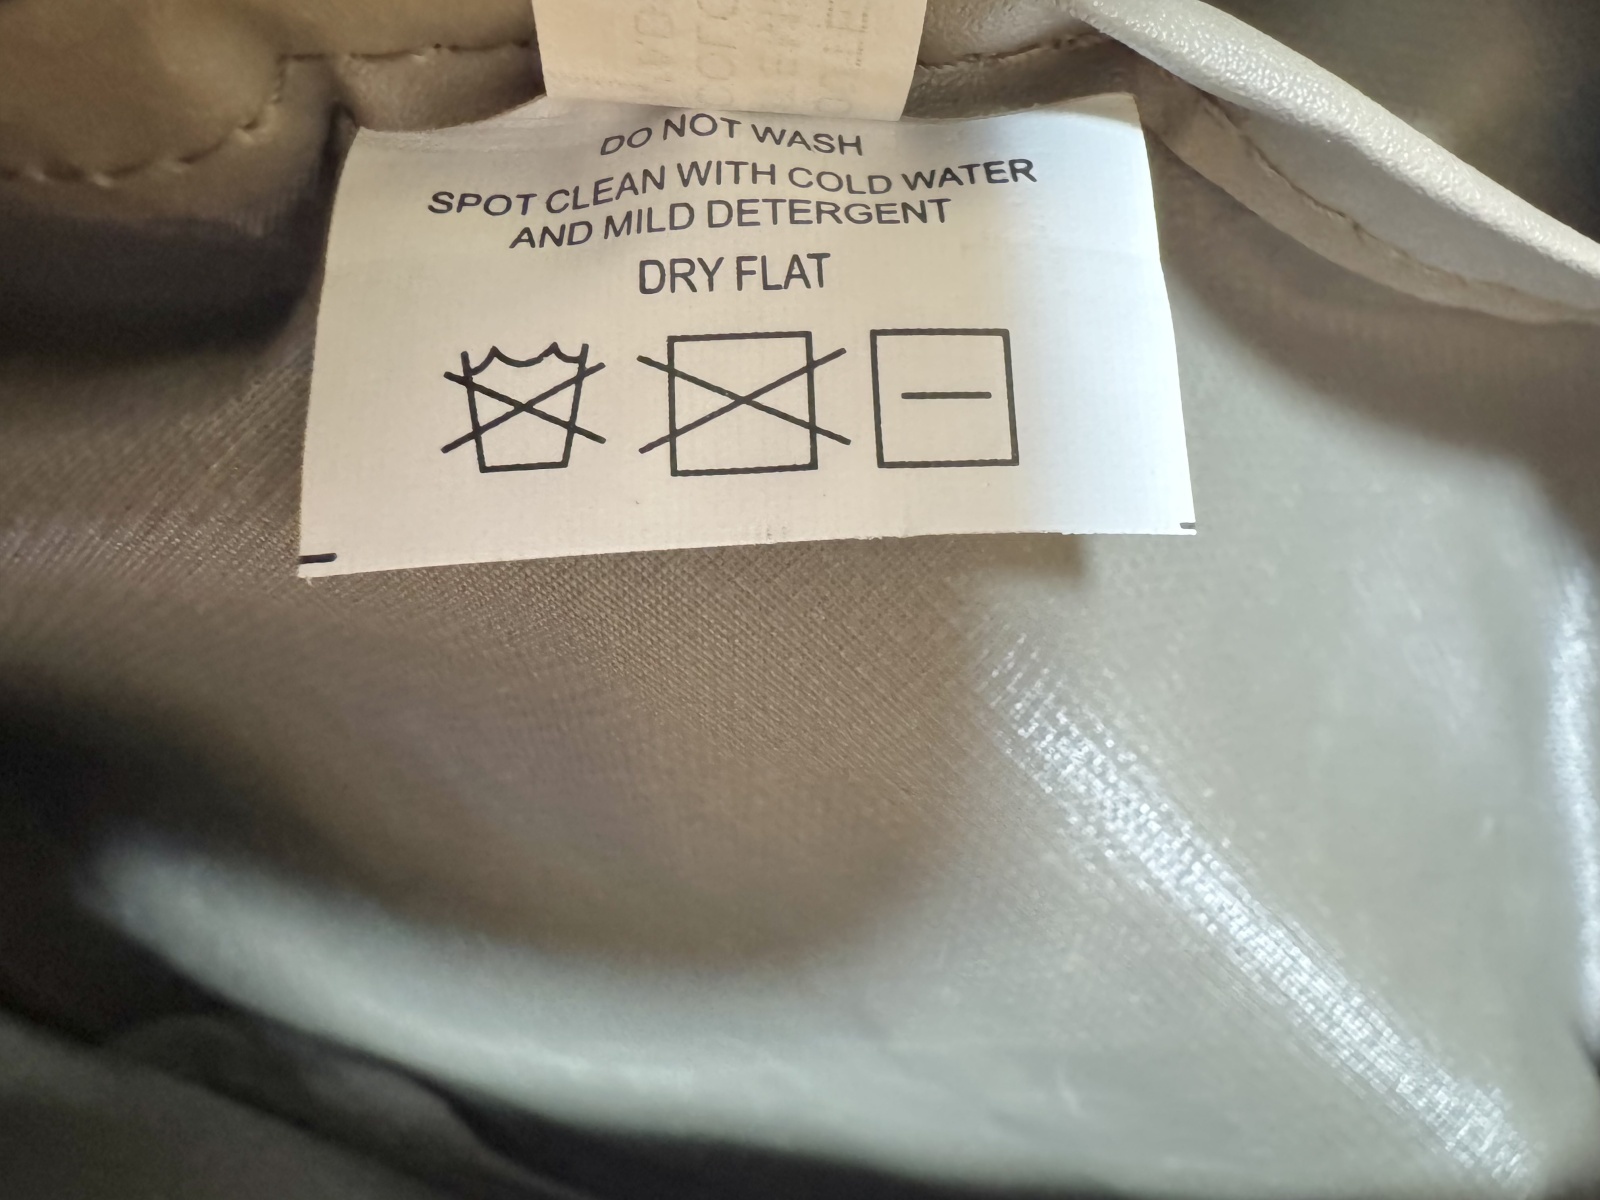 DO NOT WASH
SPOT CLEAN WITH COLD WATER
AND MILD DETERGENT
DRY FLAT